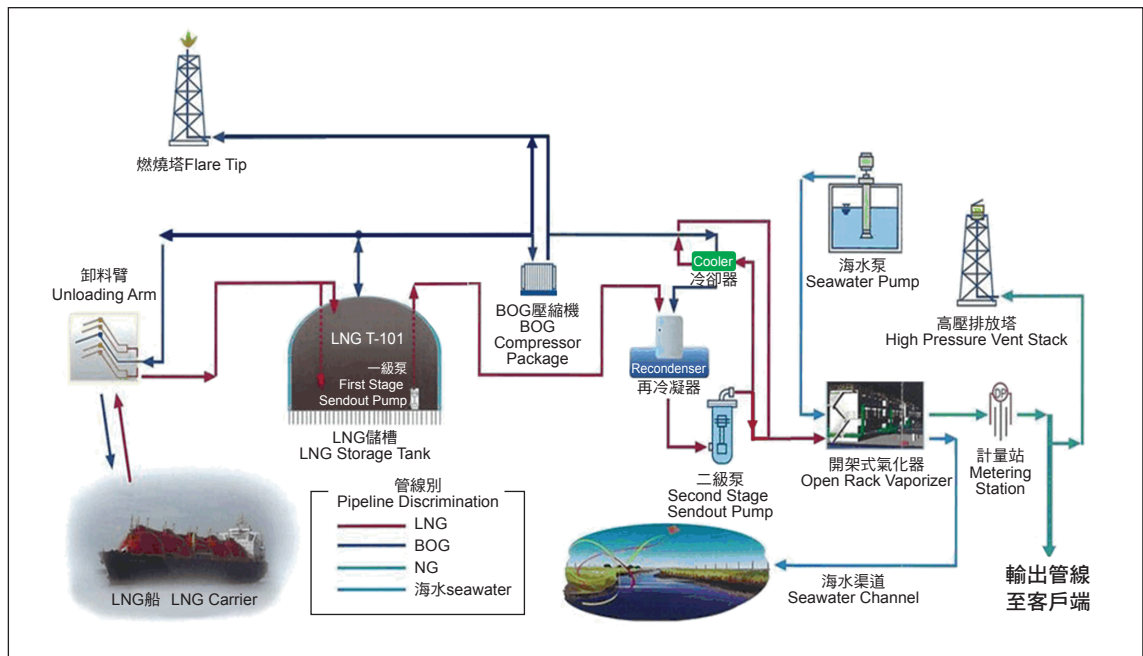 燃燒塔Flare Tip
卸料臂
Unloading Arm
LNG T-101
一級泵
First Stage
Sendout Pump
LNG儲槽
LNG Storage Tank
BOG壓縮機
BOG
Compressor
Package
Cooler
冷卻器
Recondenser
再冷凝器
海水泵
Seawater Pump
高壓排放塔
High Pressure Vent Stack
二級泵
Second Stage
Sendout Pump
開架式氣化器
Open Rack Vaporizer
DP
計量站
Metering
Station
管線別
Pipeline Discrimination
LNG
BOG
NG
海水seawater
LNG船 LNG Carrier
海水渠道
Seawater Channel
輸出管線
至客戶端